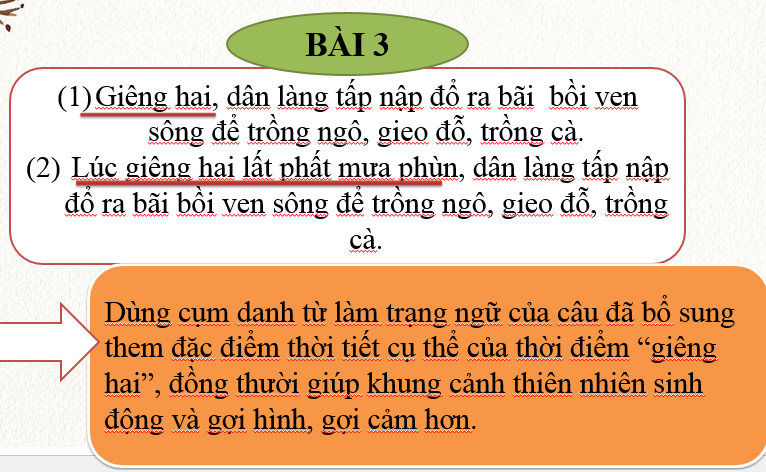 BÀI 3
(1) Giêng hai, dân làng tấp nập đổ ra bãi bồi ven
sông để trồng ngô, gieo đỗ, trồng cà.
(2) Lúc giêng hai lất phất mưa phùn, dân làng tấp nập
đổ ra bãi bồi ven sông để trồng ngô, gieo đỗ, trồng
cà.
Dùng cụm danh từ làm trạng ngữ của câu đã bổ sung
them đặc điểm thời tiết cụ thể của thời điểm “giêng
hai”, đồng thười giúp khung cảnh thiên nhiên sinh
động và gợi hình, gợi cảm hơn.